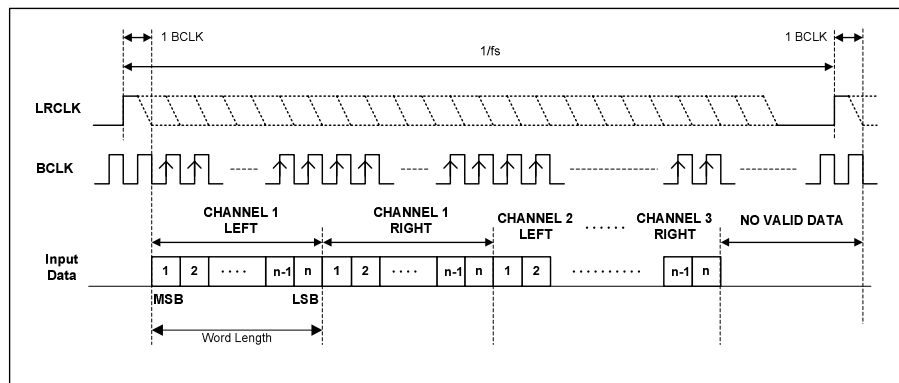 1 BCLK
1/fs
1 BCLK
LRCLK
BCLK
CHANNEL 1
LEFT
CHANNEL 1
RIGHT
CHANNEL 2
LEFT
CHANNEL 3
RIGHT
NO VALID DATA
Input
Data
1 2 n-1 n 1 2 n-1 n 1 2 n-1 n
MSB LSB
Word Length